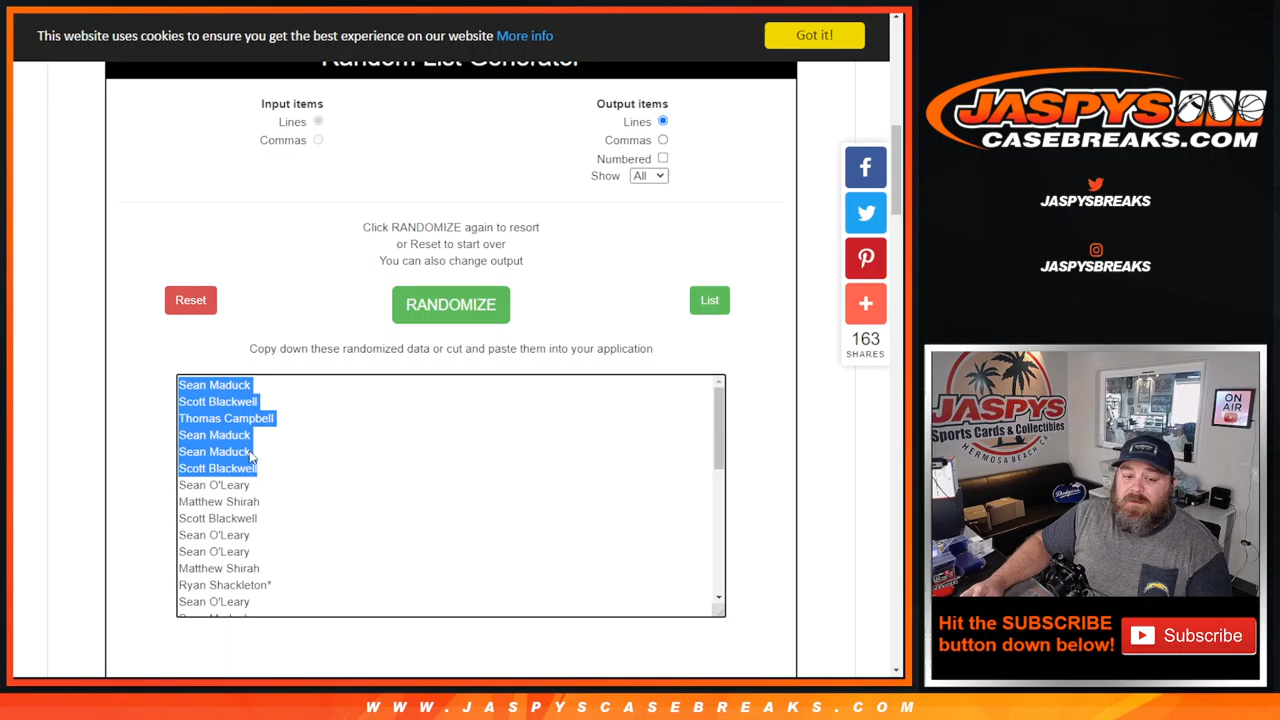 This website uses cookies to ensure you get the best experience on our website More info
Got it!
Random List Generator
Input items
Lines
Commas
Output items
Lines
Commas
Numbered
Show All
Click RANDOMIZE again to resort
or Reset to start over
You can also change output
Reset
RANDOMIZE
List
Copy down these randomized data or cut and paste them into your application
Sean Maduck
Scott Blackwell
Thomas Campbell
Sean Maduck
Sean Maduck
Scott Blackwell
Sean O'Leary
Matthew Shirah
Scott Blackwell
Sean O'Leary
Sean O'Leary
Matthew Shirah
Ryan Shackleton*
Sean O'Leary
163
SHARES
JASPYS
CASEBREAKS.COM
JASPYSBREAKS
JASPYSBREAKS
JASPYS
Sports Cards & Collectibles
HERMOSA BEACH CA
ON
AIR
Dodgers
Hit the SUBSCRIBE
button down below!
Subscribe
WWW.JASPYSCASEBREAKS.COM